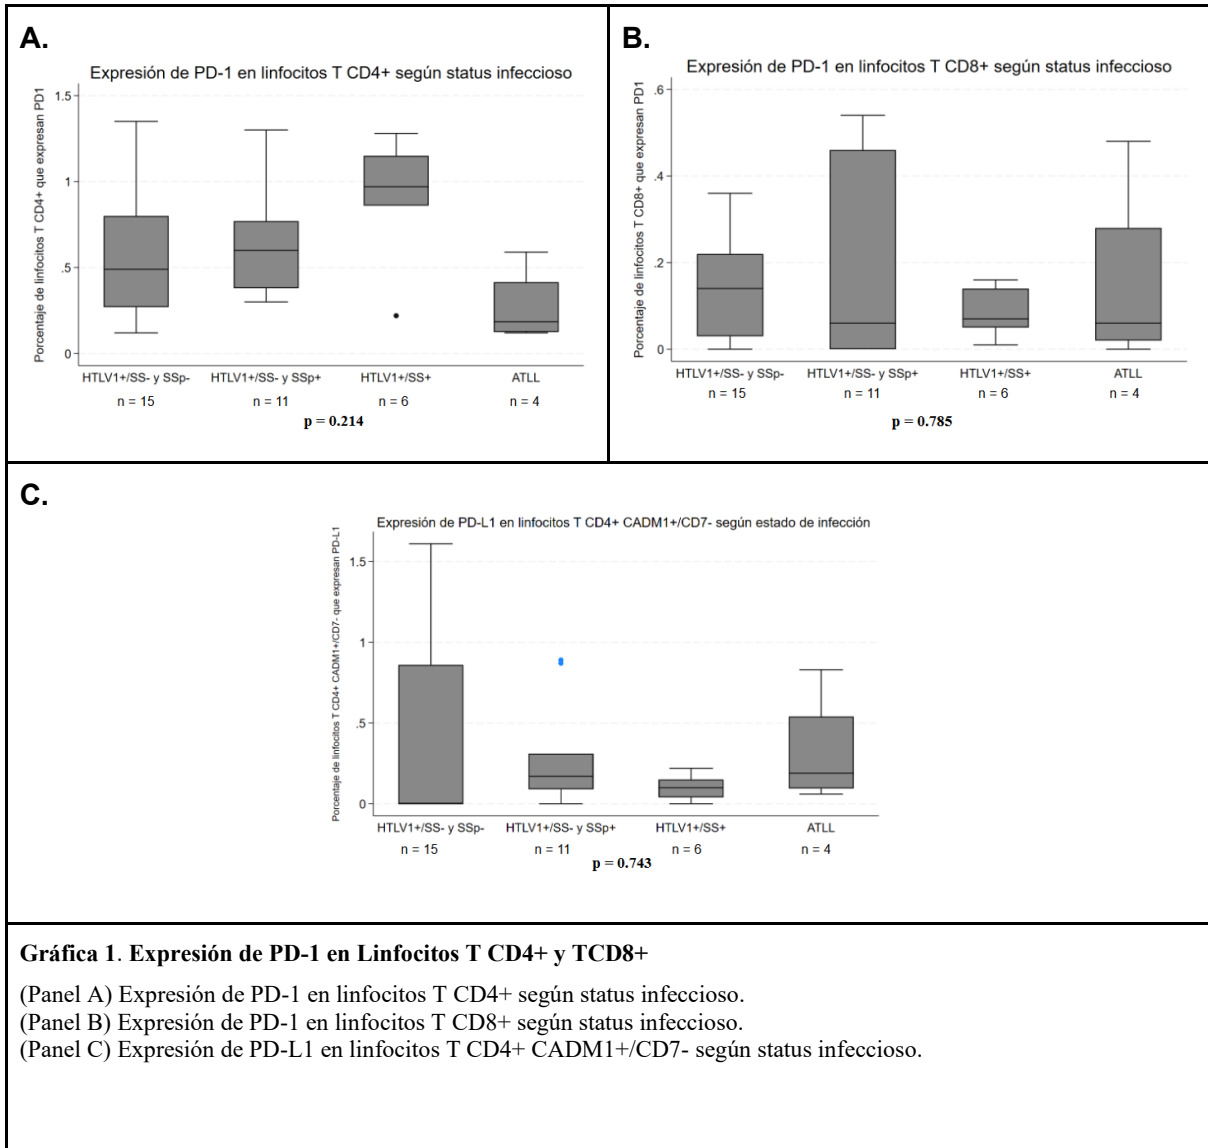 A.
Expresión de PD-1 en linfocitos T CD4+ según status infeccioso
Porcentaje de linfocitos T CD4+ que expresan PD1
1.5
1
.5
0
HTLV1+/SS- y SSp- HTLV1+/SS- y SSp+ HTLV1+/SS+ ATLL
n = 15 n = 11 n = 6 n = 4
p = 0.214
B.
Expresión de PD-1 en linfocitos T CD8+ según status infeccioso
Porcentaje de linfocitos T CD8+ que expresan PD1
.6
.4
.2
0
HTLV1+/SS- y SSp- HTLV1+/SS- y SSp+ HTLV1+/SS+ ATLL
n = 15 n = 11 n = 6 n = 4
p = 0.785
C.
Expresión de PD-L1 en linfocitos T CD4+ CADM1+/CD7- según estado de infección
Porcentaje de linfocitos T CD4+ CADM1+/CD7- que expresan PD-L1
1.5
1
.5
0
HTLV1+/SS- y SSp- HTLV1+/SS- y SSp+ HTLV1+/SS+ ATLL
n = 15 n = 11 n = 6 n = 4
p = 0.743
Gráfica 1. Expresión de PD-1 en Linfocitos T CD4+ y TCD8+
(Panel A) Expresión de PD-1 en linfocitos T CD4+ según status infeccioso.
(Panel B) Expresión de PD-1 en linfocitos T CD8+ según status infeccioso.
(Panel C) Expresión de PD-L1 en linfocitos T CD4+ CADM1+/CD7- según status infeccioso.